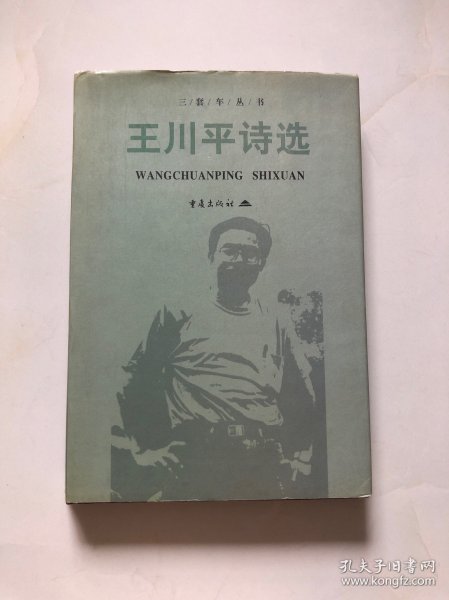 三/套/车/丛/书
王川平诗选
WANGCHUANPING SHIXUAN
重庆出版社
孔夫子旧书网
www.kongfz.com